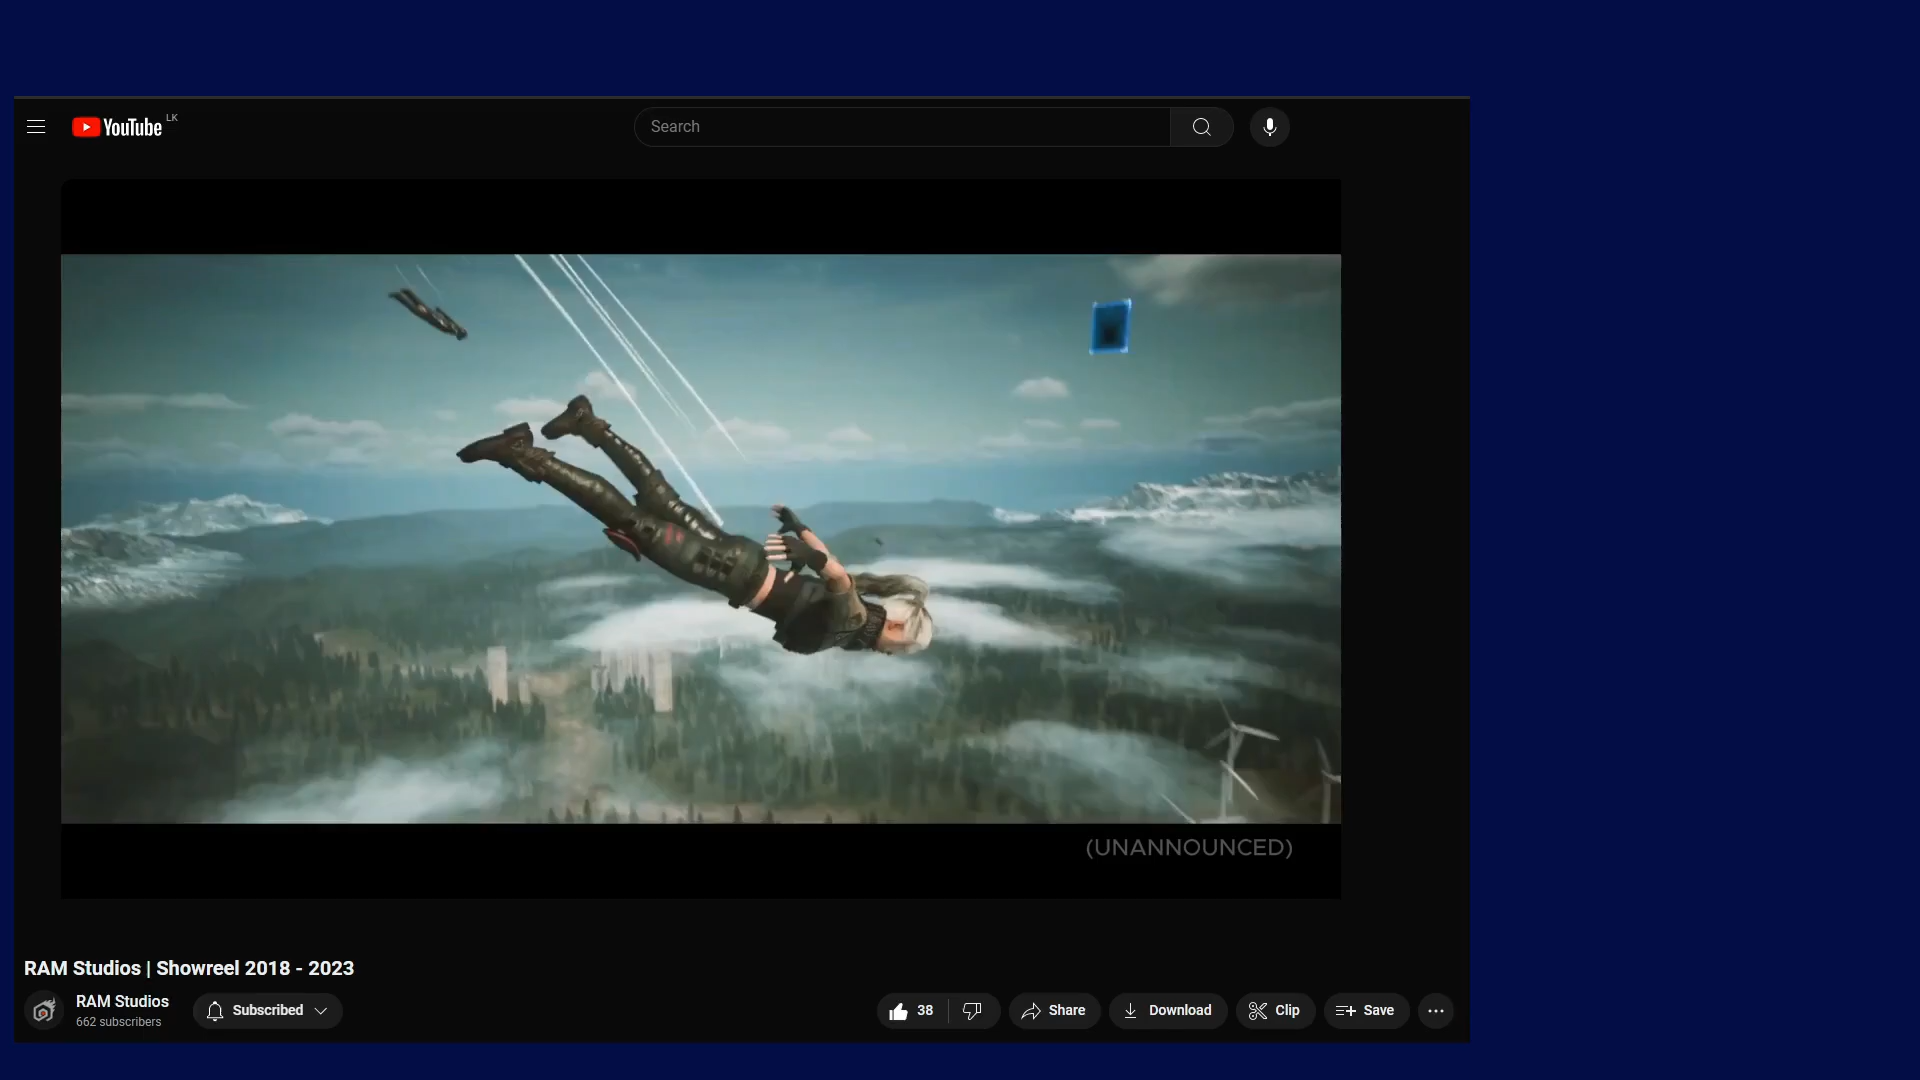 YouTube LK
Search
(UNANNOUNCED)
RAM Studios | Showreel 2018 - 2023
RAM Studios
662 subscribers
Subscribed
38
Share
Download
Clip
Save